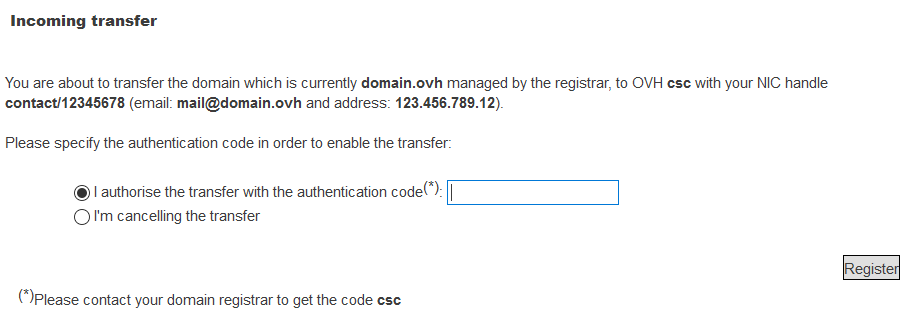 Incoming transfer
You are about to transfer the domain which is currently domain.ovh managed by the registrar, to OVH csc with your NIC handle
contact/12345678 (email: mail@domain.ovh and address: 123.456.789.12).
Please specify the authentication code in order to enable the transfer:
I authorise the transfer with the authentication code(*):
I'm cancelling the transfer
Register
(*)Please contact your domain registrar to get the code csc